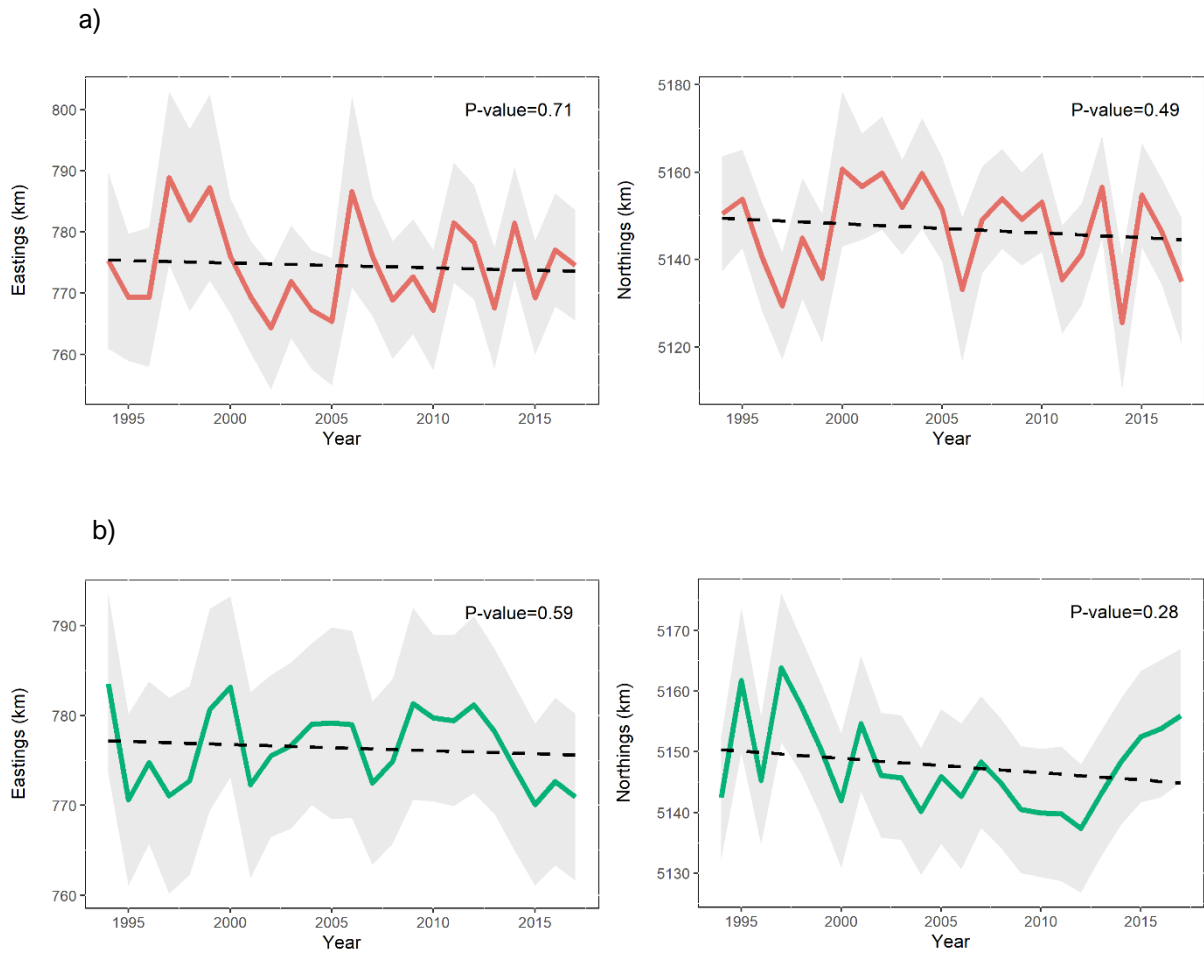 a)
P-value=0.71
Eastings (km)
800
790
780
770
760
1995 2000 2005 2010 2015
Year
P-value=0.49
Northings (km)
5180
5160
5140
5120
1995 2000 2005 2010 2015
Year
b)
P-value=0.59
Eastings (km)
790
780
770
760
1995 2000 2005 2010 2015
Year
P-value=0.28
Northings (km)
5170
5160
5150
5140
5130
1995 2000 2005 2010 2015
Year